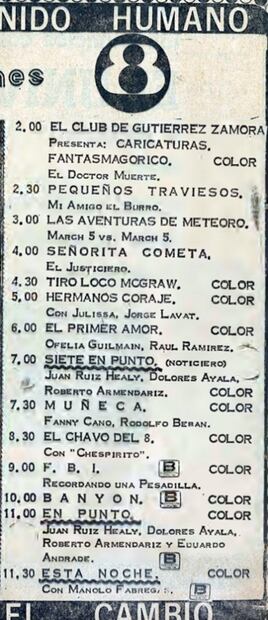 NIDO HUMANO
nes
8
2,00 EL CLUB DE GUTIERREZ ZAMORA
PRESENTA: CARICATURAS.
FANTASMAGORICO. COLOR
EL DOCTOR MUERTE.
2.30 PEQUEÑOS TRAVIESOS.
MI AMIGO EL BURRO.
3.00 LAS AVENTURAS DE METEORO.
MARCH 5 VS. MARCH 5.
4,00 SEÑORITA COMETA.
EL JUSTICIERO.
4.30 TIRO LOCO MCGRAW. COLOR
5,00 HERMANOS CORAJE. COLOR
CON JULISSA, JORGE LAVAT.
6,00 EL PRIMER AMOR. COLOR
OFELIA GUILMAIN, RAUL RAMIREZ.
7,00 SIETE EN PUNTO. (NOTICIERO)
JUAN RUIZ HEALY, DOLORES AYALA,
ROBERTO ARMENDARIZ. COLOR
7,30 MUÑECA. COLOR
FANNY CANO, RODOLFO BERAN.
8,30 EL CHAVO DEL 8. COLOR
CON "CHESPIRITO".
9,00 F. B. I. B COLOR
RECORDANDO UNA PESADILLA.
10,00 BANYON. B COLOR
11,00 EN PUNTO. COLOR
JUAN RUIZ HEALY, DOLORES AYALA,
ROBERTO ARMENDARIZ Y EDUARDO
ANDRADE. B
11,30 ESTA NOCHE. COLOR
CON MANOLO FABREGAS. B
EL CAMBIO